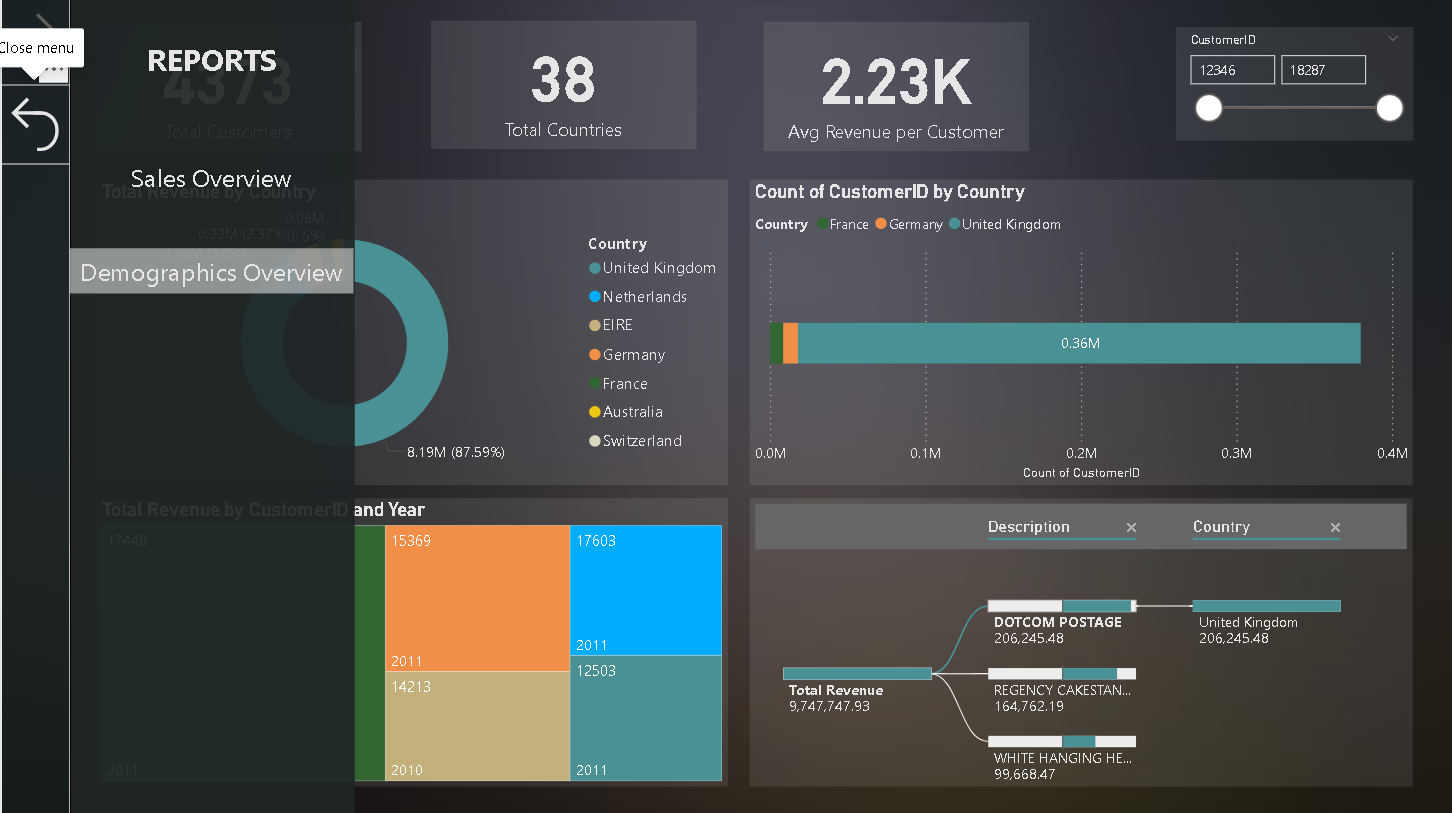 Close menu
REPORTS
Sales Overview
Demographics Overview
4373
Total Customers
38
Total Countries
2.23K
Avg Revenue per Customer
CustomerID
12346
18287
Total Revenue by Country
0.06M
(0.6%)
0.22M (2.37%)
8.19M (87.59%)
Country
United Kingdom
Netherlands
EIRE
Germany
France
Australia
Switzerland
Count of CustomerID by Country
Country France Germany United Kingdom
0.36M
0.0M 0.1M 0.2M 0.3M 0.4M
Count of CustomerID
Total Revenue by CustomerID and Year
17448
2011
15369
2011
14213
2010
17603
2011
12503
2011
Description
Country
Total Revenue
9,747,747.93
DOTCOM POSTAGE
206,245.48
REGENCY CAKESTAN...
164,762.19
WHITE HANGING HE...
99,668.47
United Kingdom
206,245.48